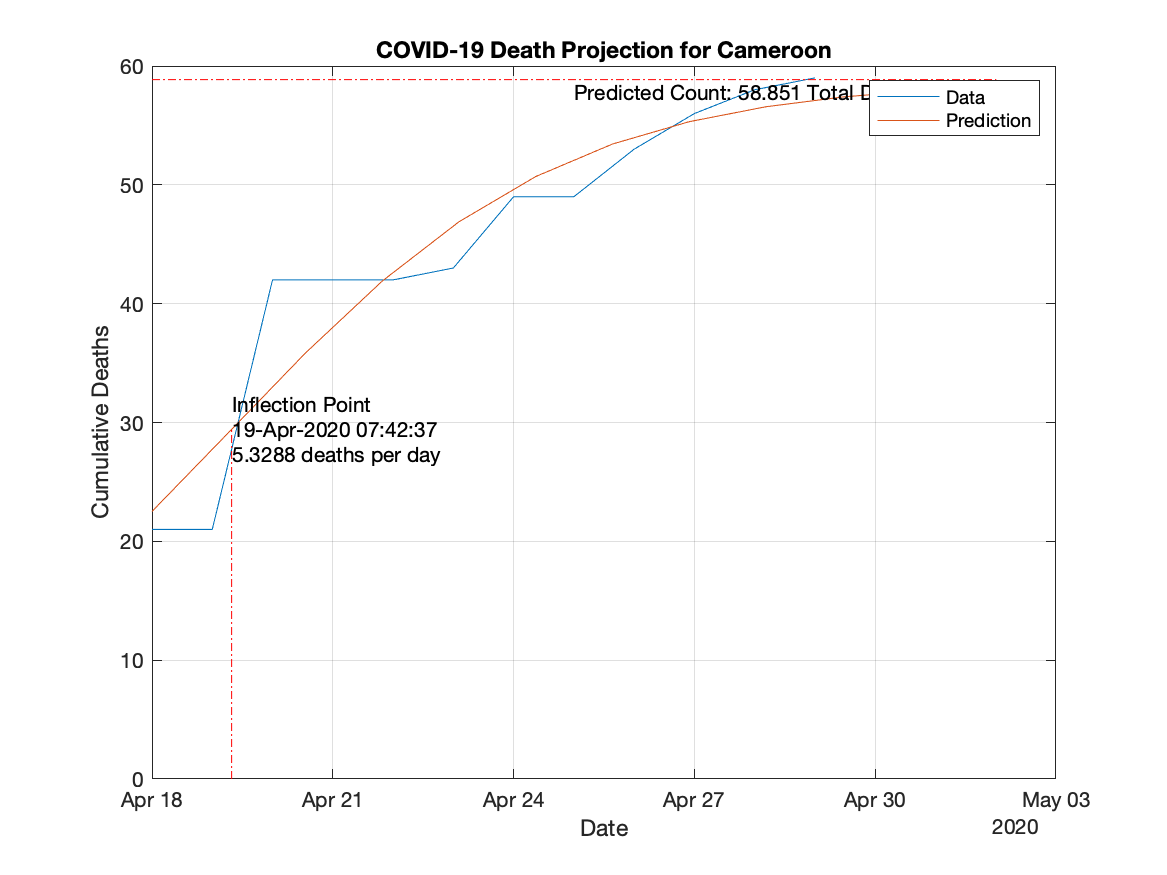 COVID-19 Death Projection for Cameroon
60
Predicted Count: 58.851 Total
Data
Prediction
50
40
Cumulative Deaths
Inflection Point
30
19-Apr-2020 07:42:37
5.3288 deaths per day
20
10
0
Apr 18
Apr 21
Apr 24
Apr 27
Apr 30
May 03
Date
2020